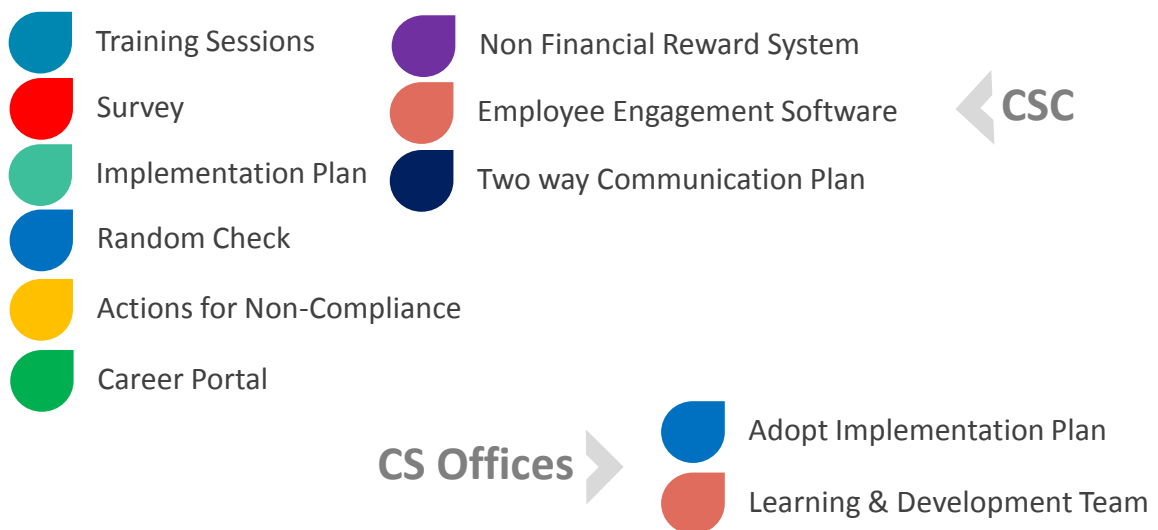 Training Sessions
Survey
Implementation Plan
Random Check
Actions for Non-Compliance
Career Portal
Non Financial Reward System
Employee Engagement Software
Two way Communication Plan
CSC
CS Offices
Adopt Implementation Plan
Learning & Development Team